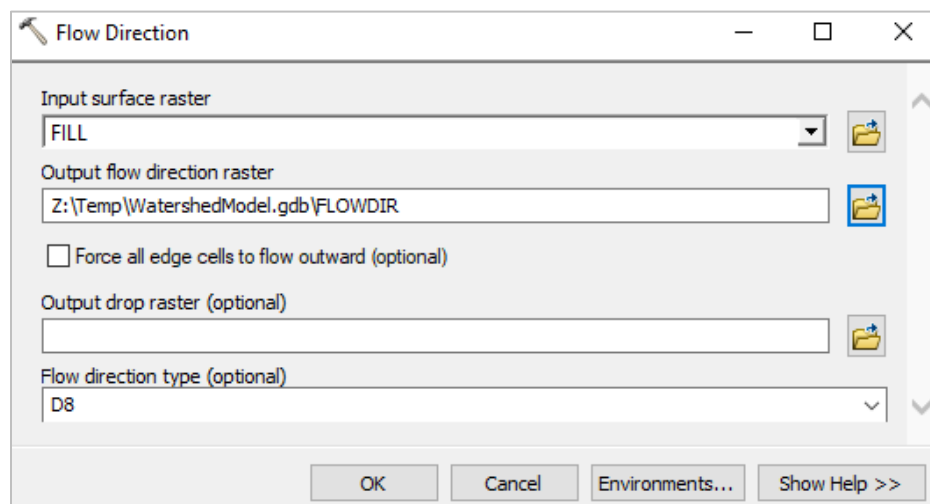 Flow Direction
Input surface raster
FILL
Output flow direction raster
Z:\Temp\WatershedModel.gdb\FLOWDIR
Force all edge cells to flow outward (optional)
Output drop raster (optional)
Flow direction type (optional)
D8
OK Cancel Environments... Show Help >>